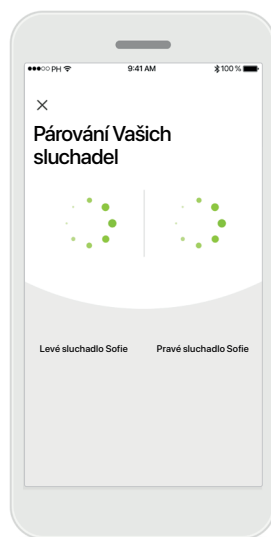 ●●●○○ PH 9:41 AM 100 %
Párování Vašich
sluchadel
Levé sluchadlo Sofie Pravé sluchadlo Sofie